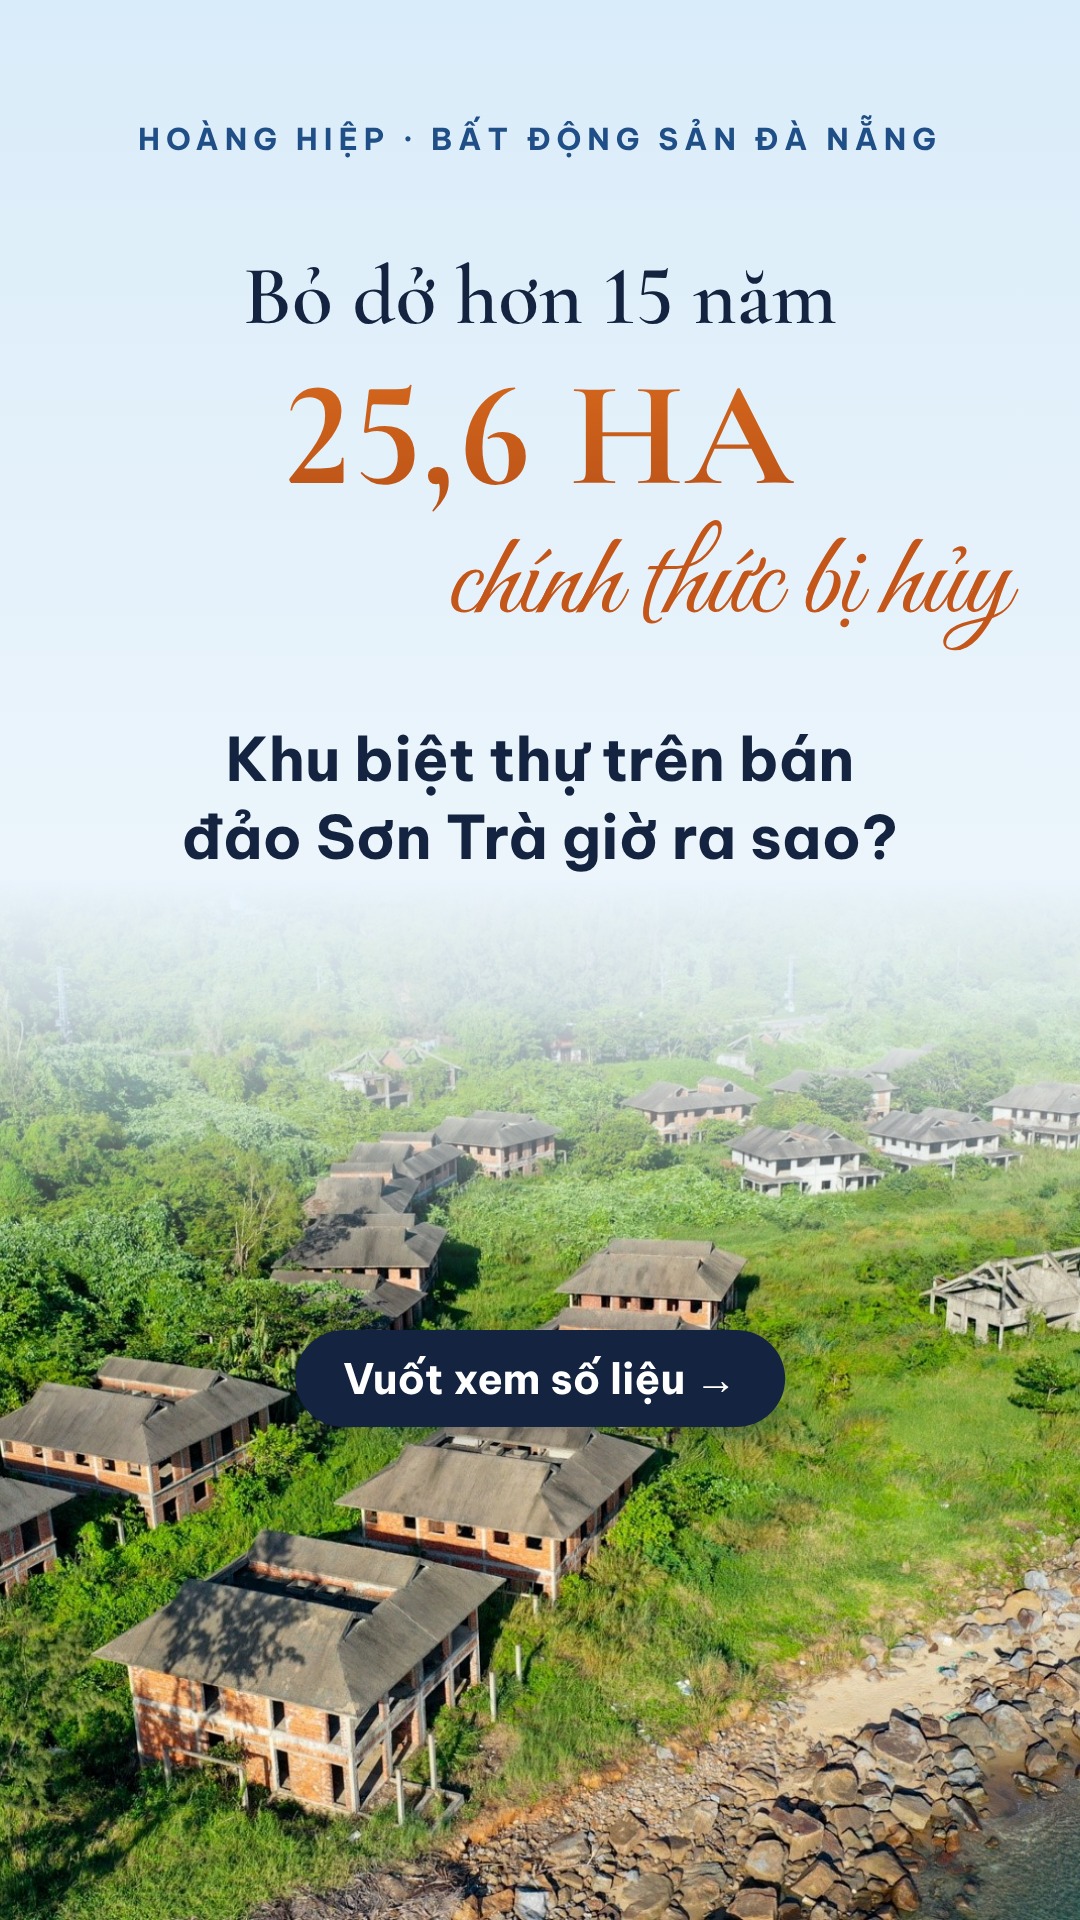 HOÀNG HIỆP · BẤT ĐỘNG SẢN ĐÀ NẴNG
Bỏ dở hơn 15 năm
25,6 HA
chính thức bị hủy
Khu biệt thự trên bán
đảo Sơn Trà giờ ra sao?
Vuốt xem số liệu →